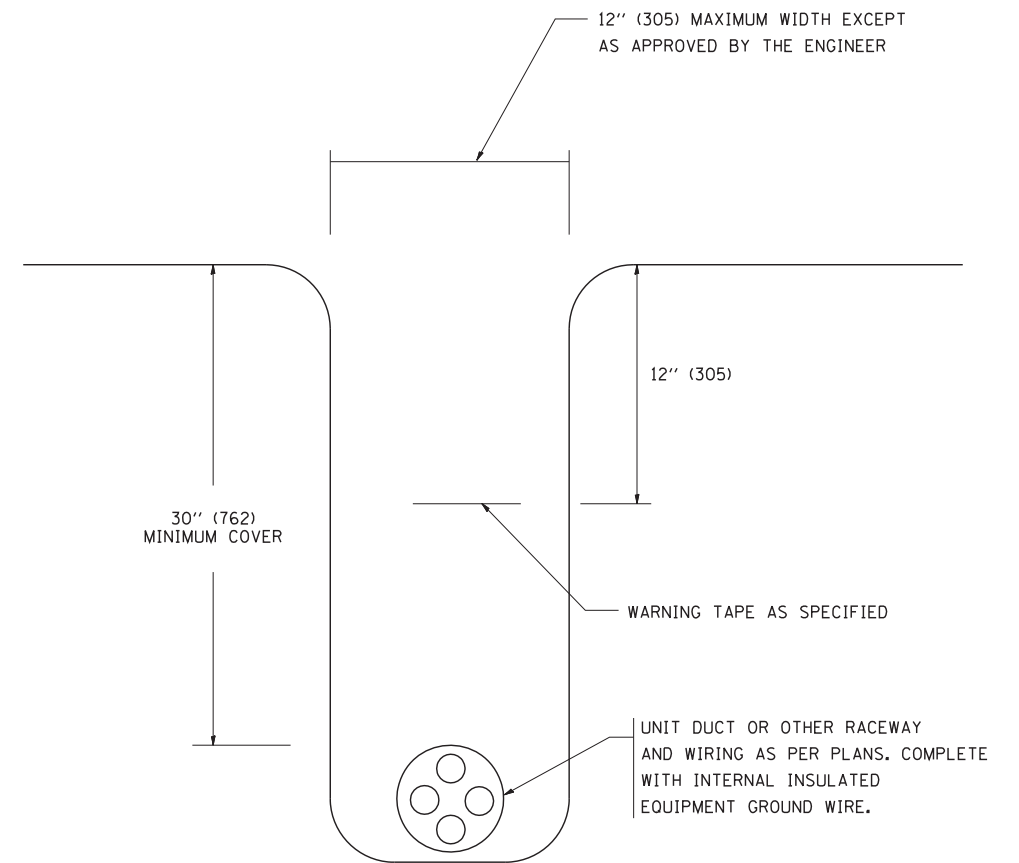 12'' (305) MAXIMUM WIDTH EXCEPT
AS APPROVED BY THE ENGINEER
12'' (305)
30'' (762)
MINIMUM COVER
WARNING TAPE AS SPECIFIED
UNIT DUCT OR OTHER RACEWAY
AND WIRING AS PER PLANS. COMPLETE
WITH INTERNAL INSULATED
EQUIPMENT GROUND WIRE.